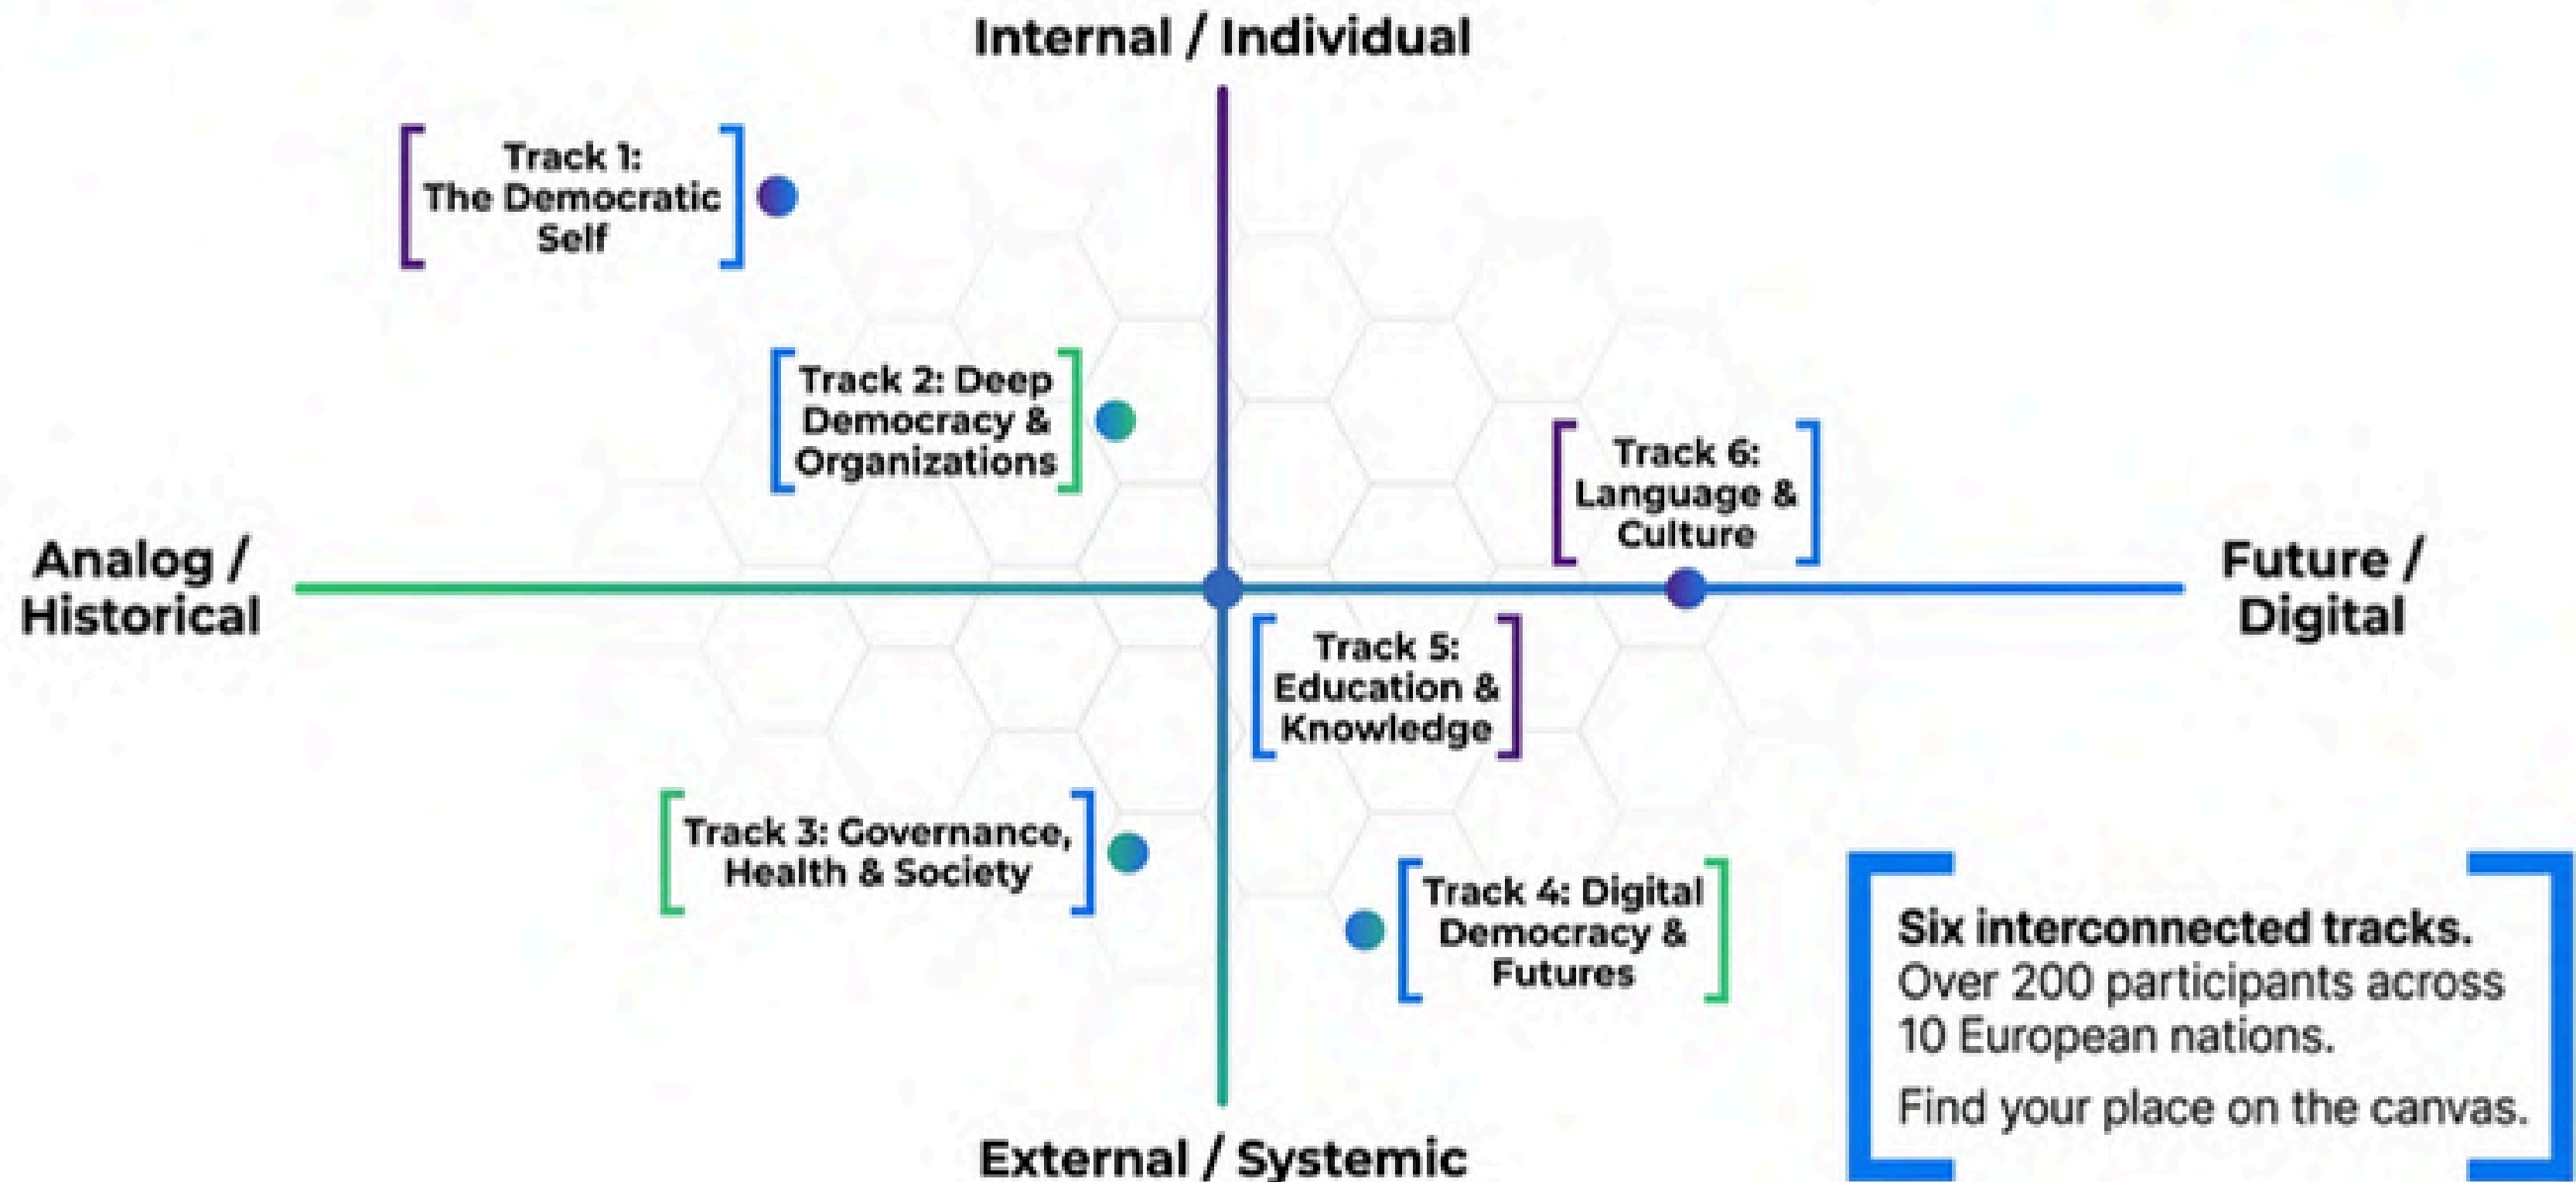 Internal / Individual
Track 1:
The Democratic
Self
Track 2: Deep
Democracy &
Organizations
Track 6:
Language &
Culture
Analog /
Historical
Future /
Digital
Track 5:
Education &
Knowledge
Track 3: Governance,
Health & Society
Track 4: Digital
Democracy &
Futures
Six interconnected tracks.
Over 200 participants across
10 European nations.
Find your place on the canvas.
External / Systemic